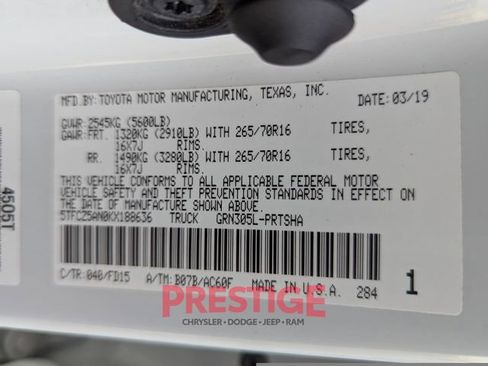 MFD.BY:TOYOTA MOTOR MANUFACTURING, TEXAS, INC.
DATE:03/19
GVWR:2545KG (5600LB)
GAWR:FRT. 1320KG (2910LB) WITH 265/70R16 TIRES,
16X7J RIMS.
RR. 1490KG (3280LB) WITH 265/70R16 TIRES,
16X7J RIMS.
THIS VEHICLE CONFORMS TO ALL APPLICABLE FEDERAL MOTOR
VEHICLE SAFETY AND THEFT PREVENTION STANDARDS IN EFFECT ON
THE DATE OF MANUFACTURE SHOWN ABOVE.
5TFCZ5AN0KX188636 TRUCK GRN305L-PRTSHA
C/TR:040/FD15 A/TM:B07B/AC60F MADE IN U.S.A. 284
1
4505T
PRESTIGE
CHRYSLER • DODGE • JEEP • RAM